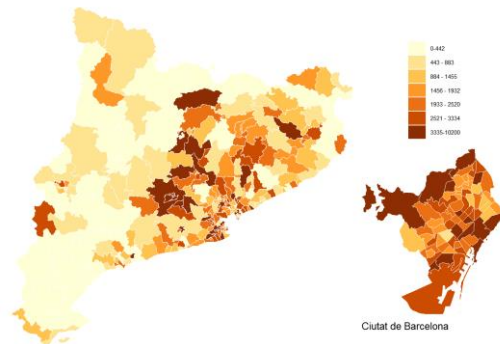 0-442
443 - 883
884 - 1455
1456 - 1932
1933 - 2520
2521 - 3334
3335-10200
Ciutat de Barcelona